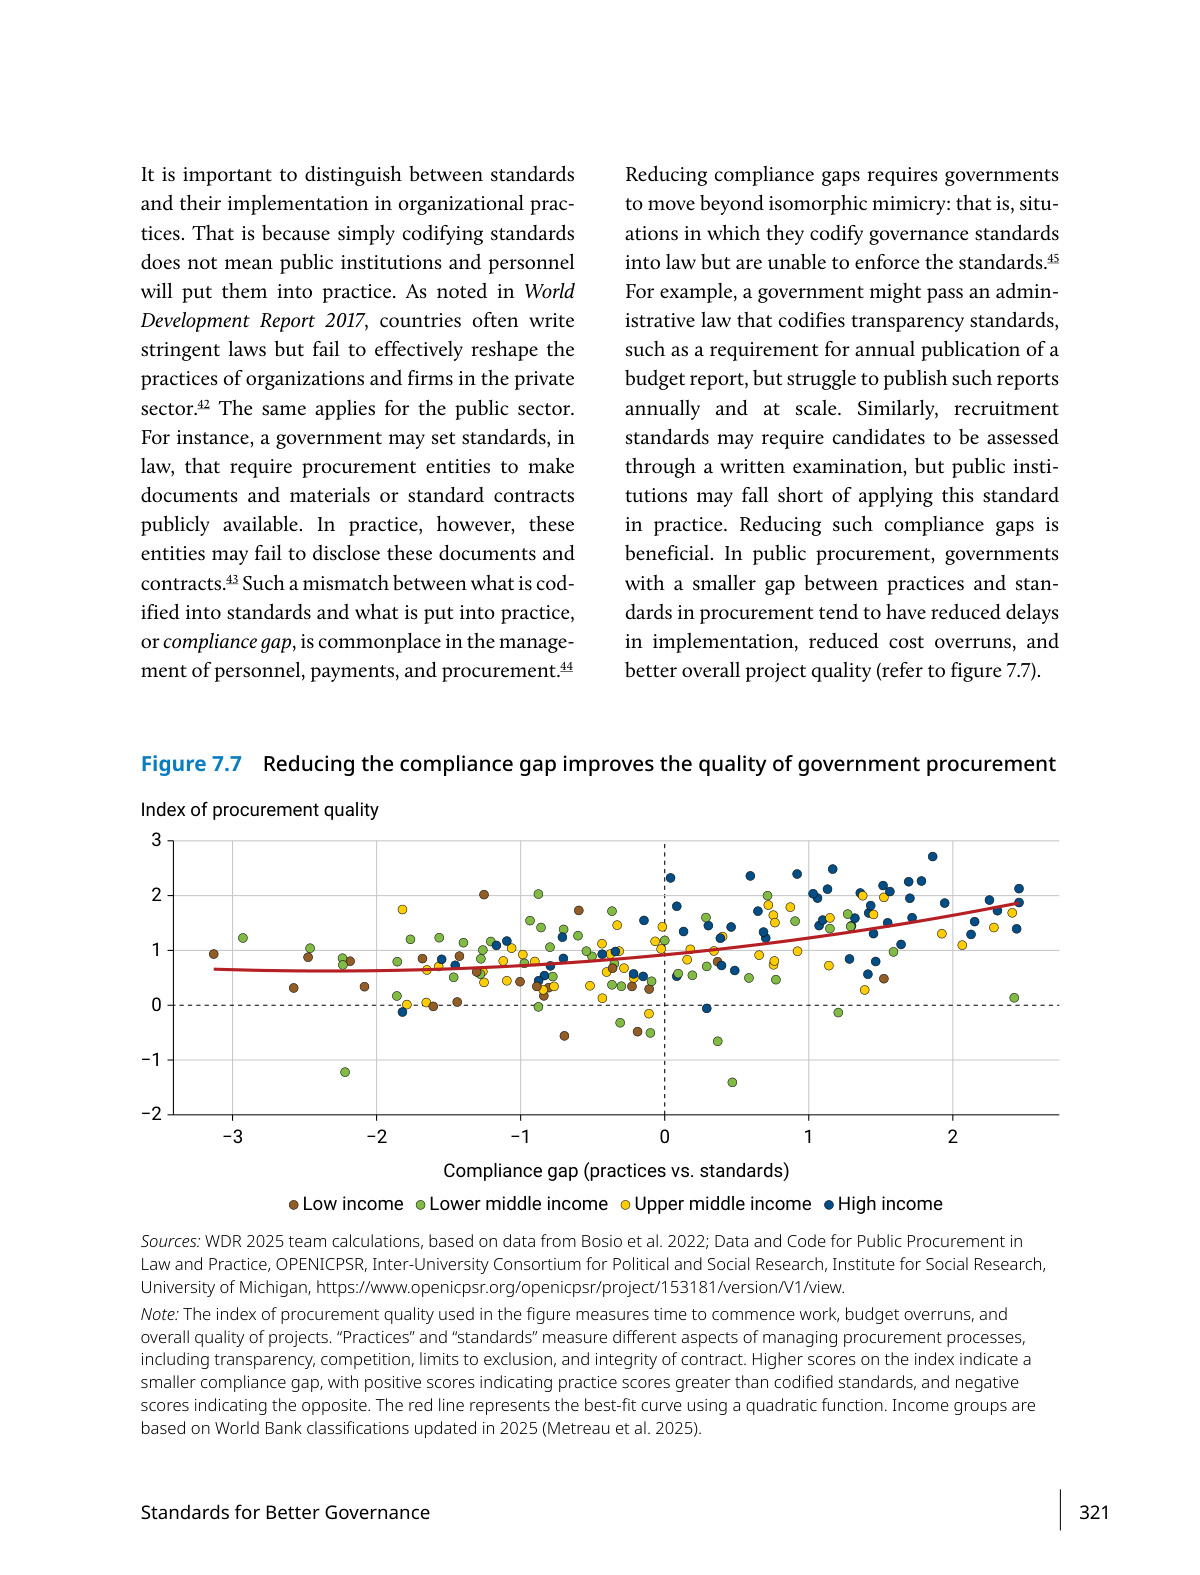 It is important to distinguish between standards
and their implementation in organizational prac-
tices. That is because simply codifying standards
does not mean public institutions and personnel
will put them into practice. As noted in World
Development Report 2017, countries often write
stringent laws but fail to effectively reshape the
practices of organizations and firms in the private
sector.42 The same applies for the public sector.
For instance, a government may set standards, in
law, that require procurement entities to make
documents and materials or standard contracts
publicly available. In practice, however, these
entities may fail to disclose these documents and
contracts.43 Such a mismatch between what is cod-
ified into standards and what is put into practice,
or compliance gap, is commonplace in the manage-
ment of personnel, payments, and procurement.44
Reducing compliance gaps requires governments
to move beyond isomorphic mimicry: that is, situ-
ations in which they codify governance standards
into law but are unable to enforce the standards.45
For example, a government might pass an admin-
istrative law that codifies transparency standards,
such as a requirement for annual publication of a
budget report, but struggle to publish such reports
annually and at scale. Similarly, recruitment
standards may require candidates to be assessed
through a written examination, but public insti-
tutions may fall short of applying this standard
in practice. Reducing such compliance gaps is
beneficial. In public procurement, governments
with a smaller gap between practices and stan-
dards in procurement tend to have reduced delays
in implementation, reduced cost overruns, and
better overall project quality (refer to figure 7.7).
Figure 7.7 Reducing the compliance gap improves the quality of government procurement
Index of procurement quality
3
2
1
0
−1
−2
−3 −2 −1 0 1 2
Compliance gap (practices vs. standards)
Low income Lower middle income Upper middle income High income
Sources: WDR 2025 team calculations, based on data from Bosio et al. 2022; Data and Code for Public Procurement in
Law and Practice, OPENICPSR, Inter-University Consortium for Political and Social Research, Institute for Social Research,
University of Michigan, https://www.openicpsr.org/openicpsr/project/153181/version/V1/view.
Note: The index of procurement quality used in the figure measures time to commence work, budget overruns, and
overall quality of projects. “Practices” and “standards” measure different aspects of managing procurement processes,
including transparency, competition, limits to exclusion, and integrity of contract. Higher scores on the index indicate a
smaller compliance gap, with positive scores indicating practice scores greater than codified standards, and negative
scores indicating the opposite. The red line represents the best-fit curve using a quadratic function. Income groups are
based on World Bank classifications updated in 2025 (Metreau et al. 2025).
Standards for Better Governance 321